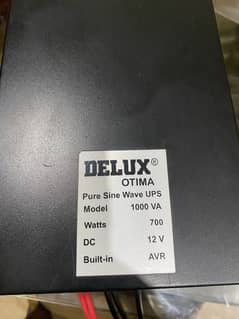 DELUX®
OTIMA
Pure Sine Wave UPS
Model 1000 VA
Watts 700
DC 12 V
Built-in AVR